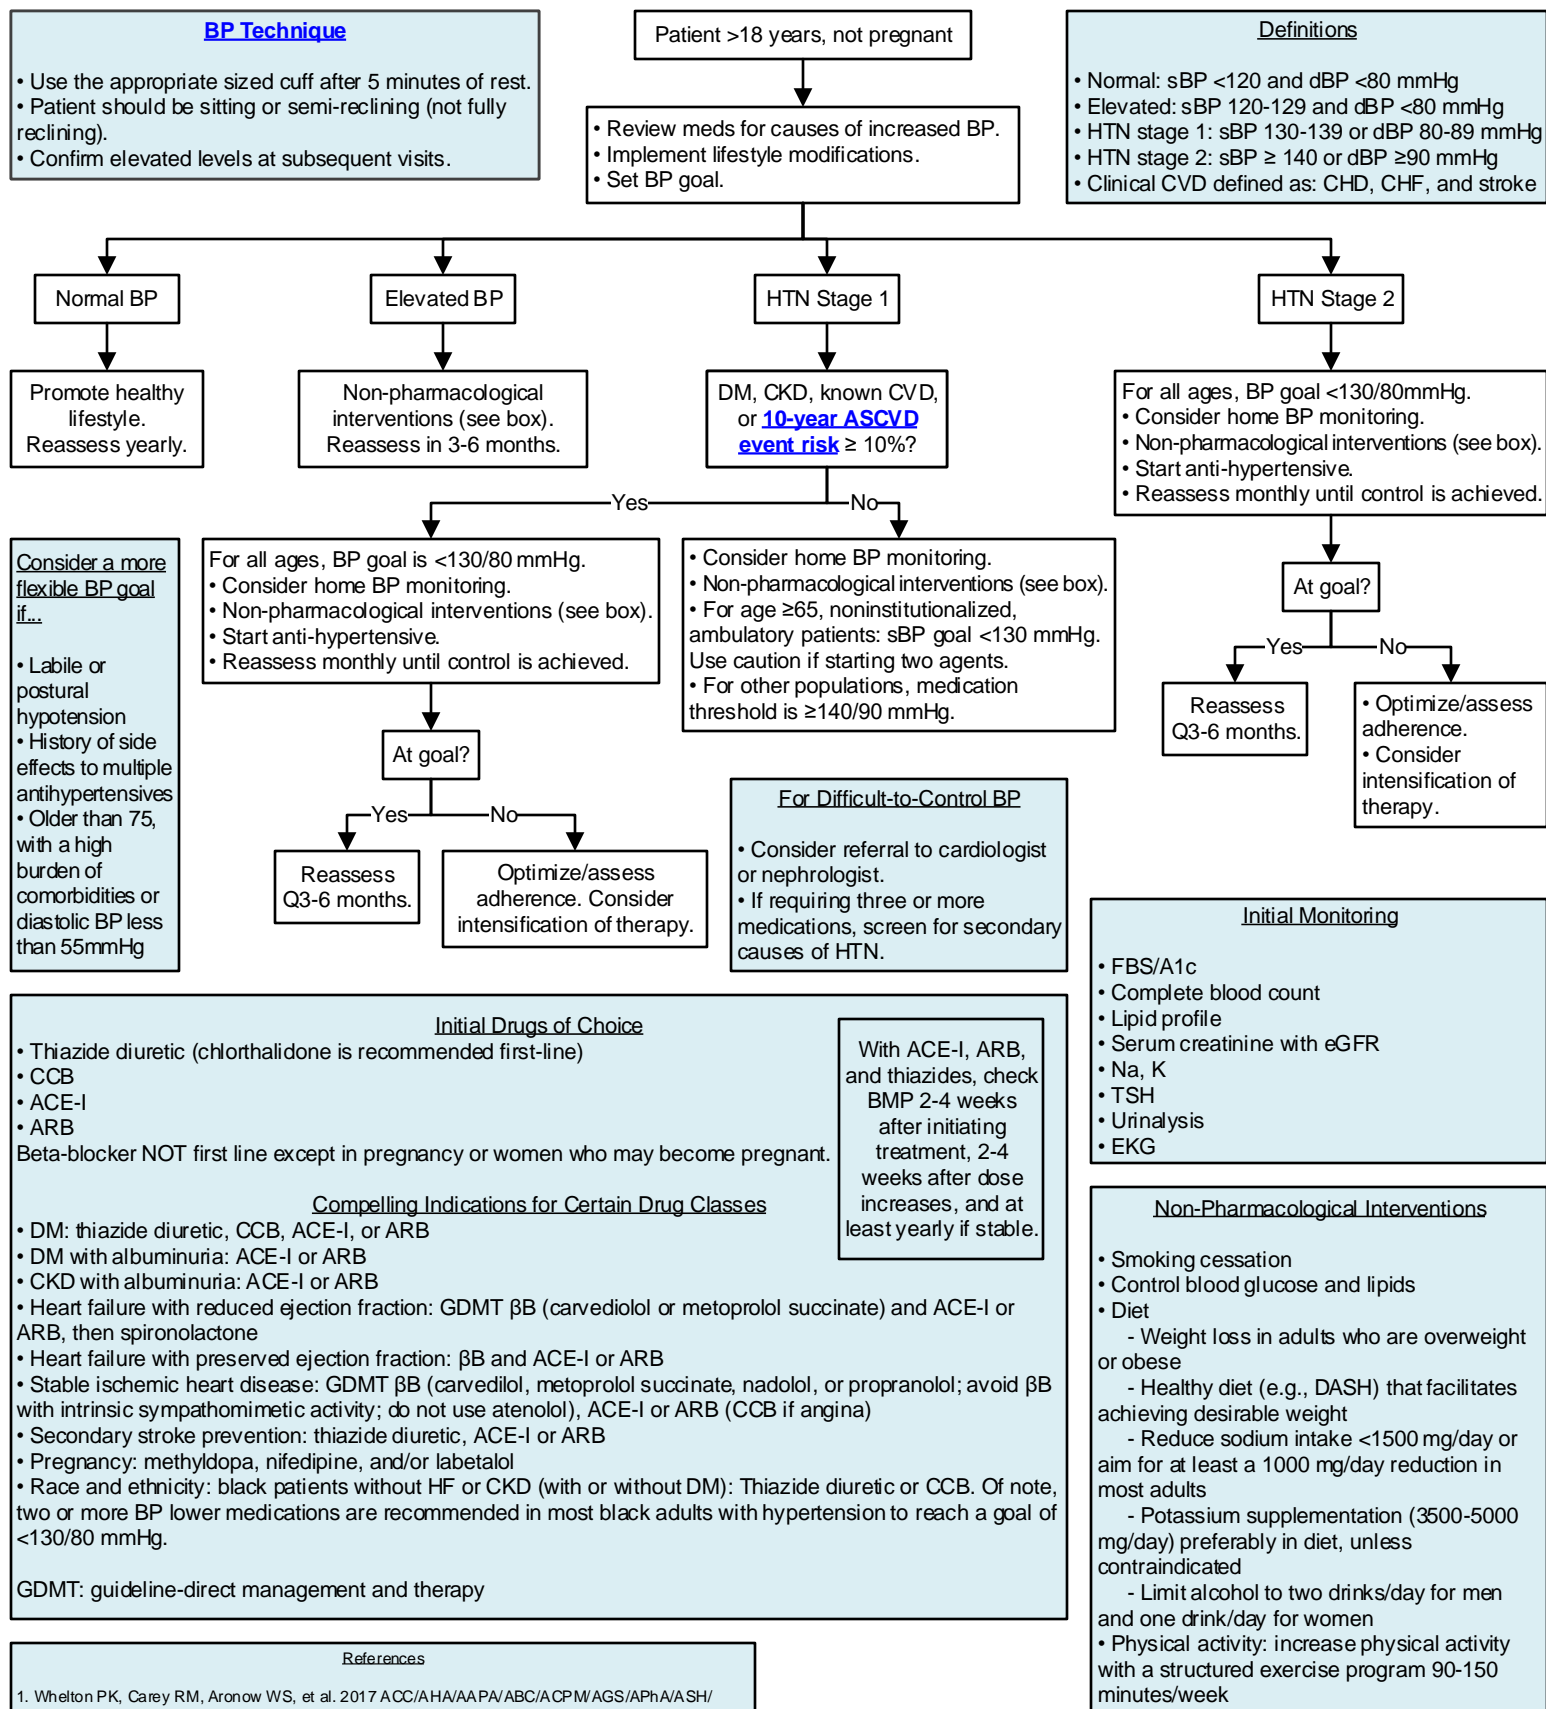 BP Technique
• Use the appropriate sized cuff after 5 minutes of rest.
• Patient should be sitting or semi-reclining (not fully
reclining).
• Confirm elevated levels at subsequent visits.
Patient >18 years, not pregnant
• Review meds for causes of increased BP.
• Implement lifestyle modifications.
• Set BP goal.
Definitions
• Normal: sBP <120 and dBP <80 mmHg
• Elevated: sBP 120-129 and dBP <80 mmHg
• HTN stage 1: sBP 130-139 or dBP 80-89 mmHg
• HTN stage 2: sBP ≥ 140 or dBP ≥90 mmHg
• Clinical CVD defined as: CHD, CHF, and stroke
Normal BP
Elevated BP
HTN Stage 1
HTN Stage 2
Promote healthy
lifestyle.
Reassess yearly.
Non-pharmacological
interventions (see box).
Reassess in 3-6 months.
DM, CKD, known CVD,
or 10-year ASCVD
event risk ≥ 10%?
For all ages, BP goal <130/80mmHg.
• Consider home BP monitoring.
• Non-pharmacological interventions (see box).
• Start anti-hypertensive.
• Reassess monthly until control is achieved.
Yes
No
Consider a more
flexible BP goal
if...
• Labile or
postural
hypotension
• History of side
effects to multiple
antihypertensives
• Older than 75,
with a high
burden of
comorbidities or
diastolic BP less
than 55mmHg
For all ages, BP goal is <130/80 mmHg.
• Consider home BP monitoring.
• Non-pharmacological interventions (see box).
• Start anti-hypertensive.
• Reassess monthly until control is achieved.
• Consider home BP monitoring.
• Non-pharmacological interventions (see box).
• For age ≥65, noninstitutionalized,
ambulatory patients: sBP goal <130 mmHg.
Use caution if starting two agents.
• For other populations, medication
threshold is ≥140/90 mmHg.
At goal?
Yes
No
Reassess
Q3-6 months.
• Optimize/assess
adherence.
• Consider
intensification of
therapy.
At goal?
Yes
No
Reassess
Q3-6 months.
Optimize/assess
adherence. Consider
intensification of therapy.
For Difficult-to-Control BP
• Consider referral to cardiologist
or nephrologist.
• If requiring three or more
medications, screen for secondary
causes of HTN.
Initial Monitoring
• FBS/A1c
• Complete blood count
• Lipid profile
• Serum creatinine with eGFR
• Na, K
• TSH
• Urinalysis
• EKG
Initial Drugs of Choice
• Thiazide diuretic (chlorthalidone is recommended first-line)
• CCB
• ACE-I
• ARB
Beta-blocker NOT first line except in pregnancy or women who may become pregnant.
With ACE-I, ARB,
and thiazides, check
BMP 2-4 weeks
after initiating
treatment, 2-4
weeks after dose
increases, and at
least yearly if stable.
Compelling Indications for Certain Drug Classes
• DM: thiazide diuretic, CCB, ACE-I, or ARB
• DM with albuminuria: ACE-I or ARB
• CKD with albuminuria: ACE-I or ARB
• Heart failure with reduced ejection fraction: GDMT βB (carvediolol or metoprolol succinate) and ACE-I or
ARB, then spironolactone
• Heart failure with preserved ejection fraction: βB and ACE-I or ARB
• Stable ischemic heart disease: GDMT βB (carvedilol, metoprolol succinate, nadolol, or propranolol; avoid βB
with intrinsic sympathomimetic activity; do not use atenolol), ACE-I or ARB (CCB if angina)
• Secondary stroke prevention: thiazide diuretic, ACE-I or ARB
• Pregnancy: methyldopa, nifedipine, and/or labetalol
• Race and ethnicity: black patients without HF or CKD (with or without DM): Thiazide diuretic or CCB. Of note,
two or more BP lower medications are recommended in most black adults with hypertension to reach a goal of
<130/80 mmHg.
GDMT: guideline-direct management and therapy
Non-Pharmacological Interventions
• Smoking cessation
• Control blood glucose and lipids
• Diet
- Weight loss in adults who are overweight
or obese
- Healthy diet (e.g., DASH) that facilitates
achieving desirable weight
- Reduce sodium intake <1500 mg/day or
aim for at least a 1000 mg/day reduction in
most adults
- Potassium supplementation (3500-5000
mg/day) preferably in diet, unless
contraindicated
- Limit alcohol to two drinks/day for men
and one drink/day for women
• Physical activity: increase physical activity
with a structured exercise program 90-150
minutes/week
References
1. Whelton PK, Carey RM, Aronow WS, et al. 2017 ACC/AHA/AAPA/ABC/ACPM/AGS/APhA/ASH/